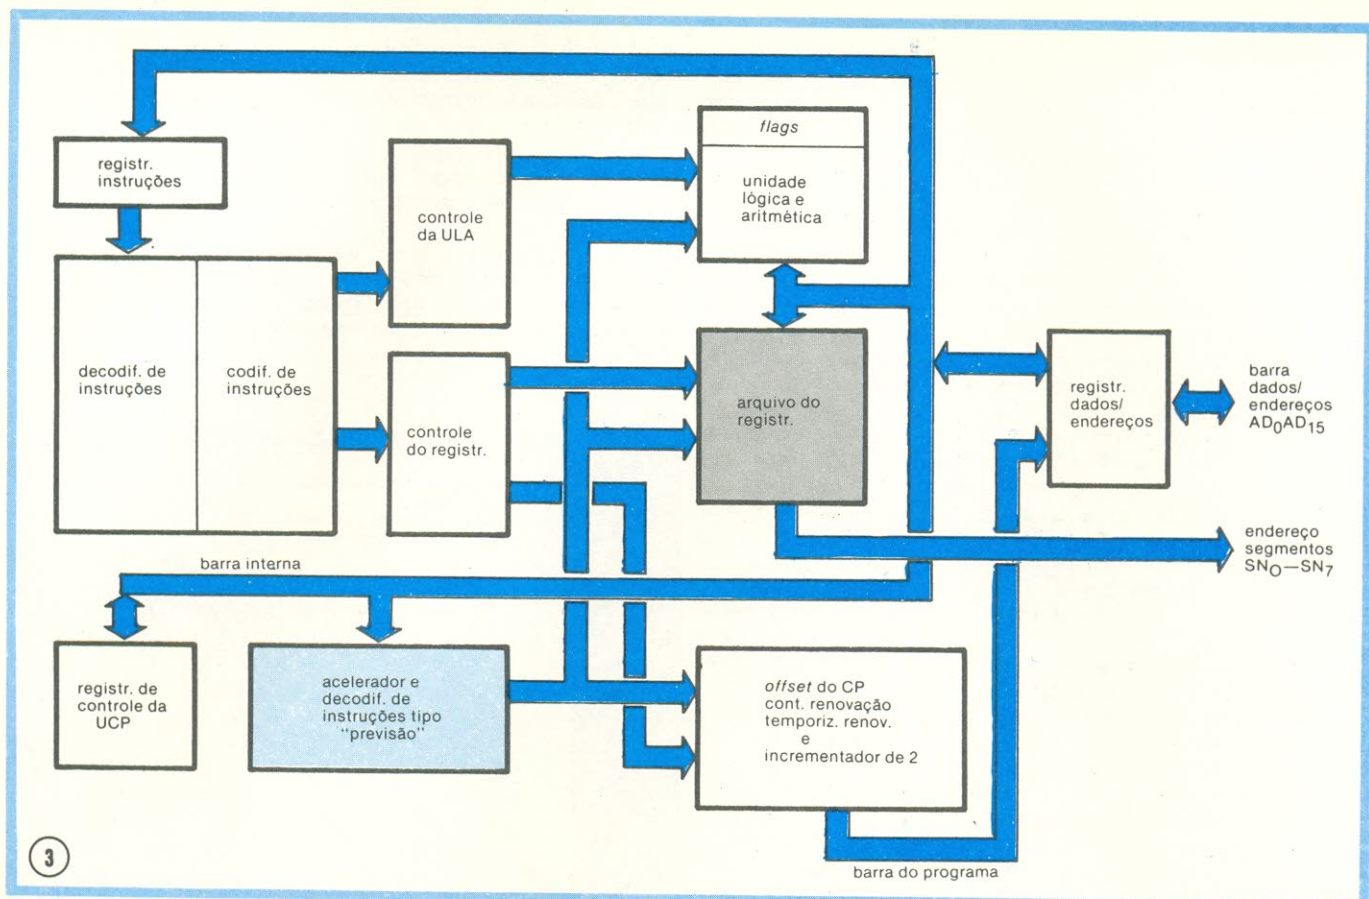 registr.
instruções
decodif. de
instruções
codif. de
instruções
controle
da ULA
controle
do registr.
flags
unidade
lógica e
aritmética
arquivo do
registr.
registr.
dados/
endereços
barra
dados/
endereços
AD0AD15
endereço
segmentos
SNO—SN7
barra interna
registr. de
controle da
UCP
acelerador e
decodif. de
instruções tipo
"previsão"
offset do CP
cont. renovação
temporiz. renov.
e
incrementador de 2
barra do programa
3